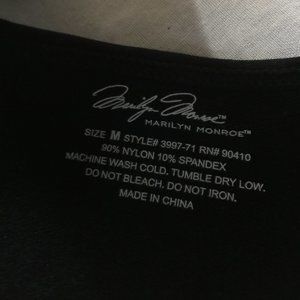 Marilyn Monroe™
MARILYN MONROE™
SIZE M STYLE# 3997-71 RN# 90410
90% NYLON 10% SPANDEX
MACHINE WASH COLD. TUMBLE DRY LOW.
DO NOT BLEACH. DO NOT IRON.
MADE IN CHINA